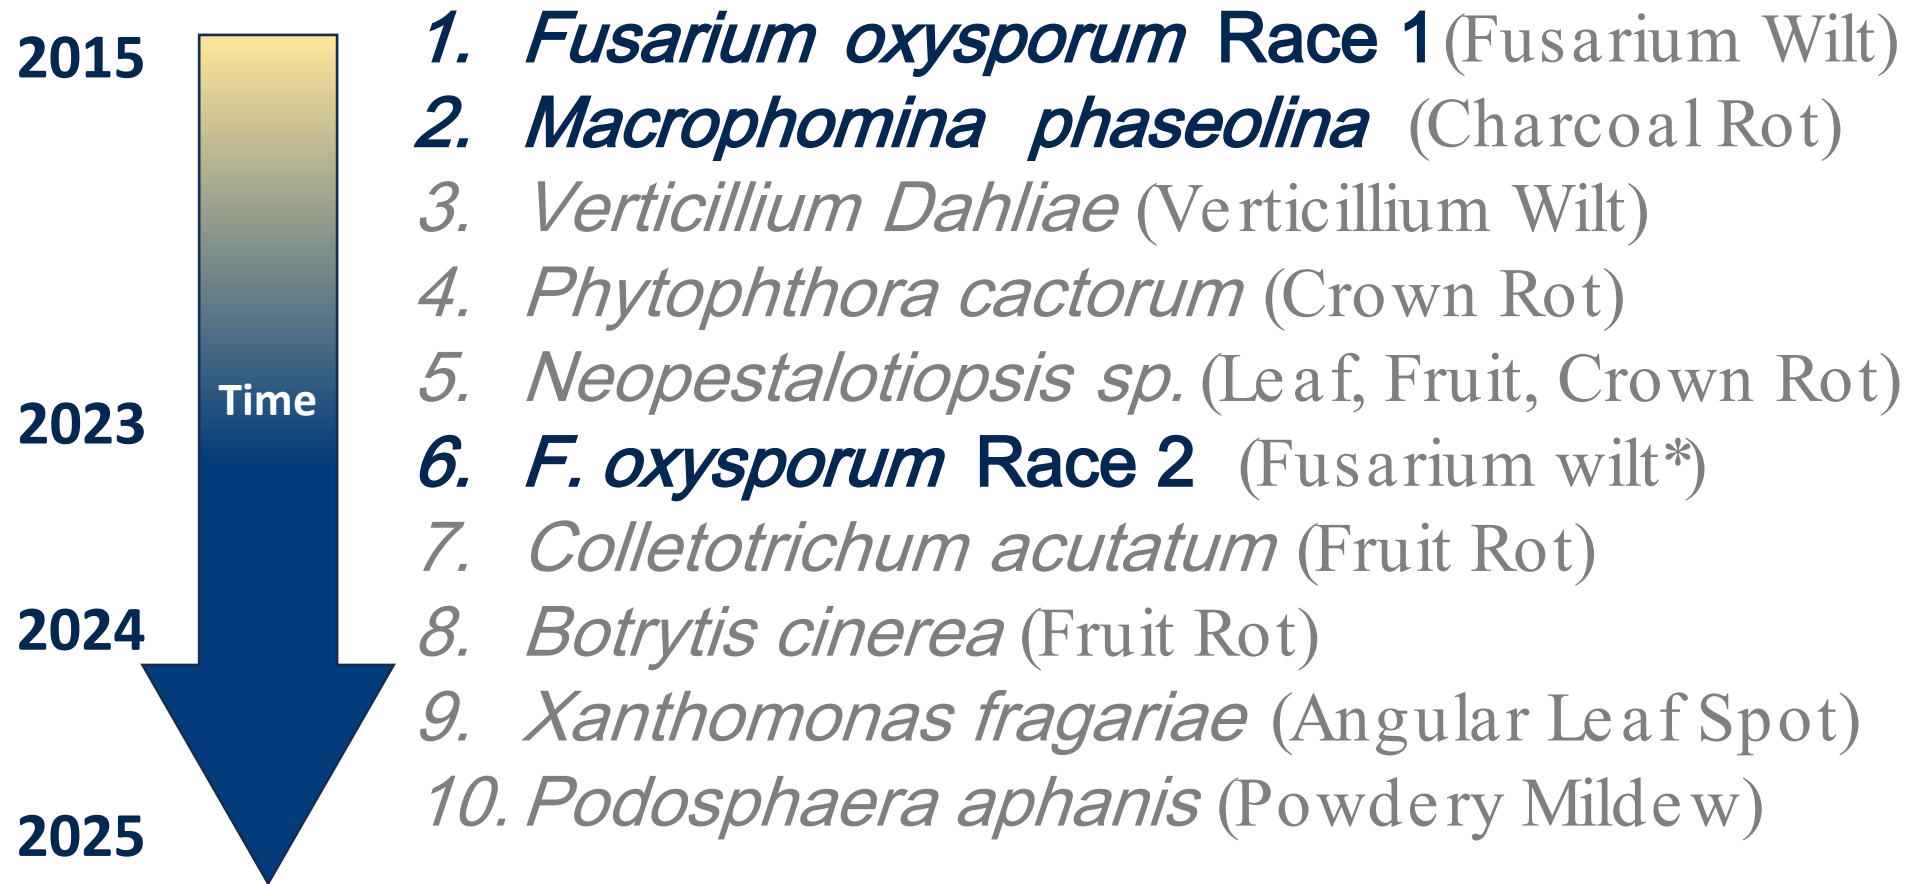 2015
Time
2023
2024
2025
1. Fusarium oxysporum Race 1 (Fusarium Wilt)
2. Macrophomina phaseolina (Charcoal Rot)
3. Verticillium Dahliae (Verticillium Wilt)
4. Phytophthora cactorum (Crown Rot)
5. Neopestalotiopsis sp. (Leaf, Fruit, Crown Rot)
6. F. oxysporum Race 2 (Fusarium wilt*)
7. Colletotrichum acutatum (Fruit Rot)
8. Botrytis cinerea (Fruit Rot)
9. Xanthomonas fragariae (Angular Leaf Spot)
10. Podosphaera aphanis (Powdery Mildew)